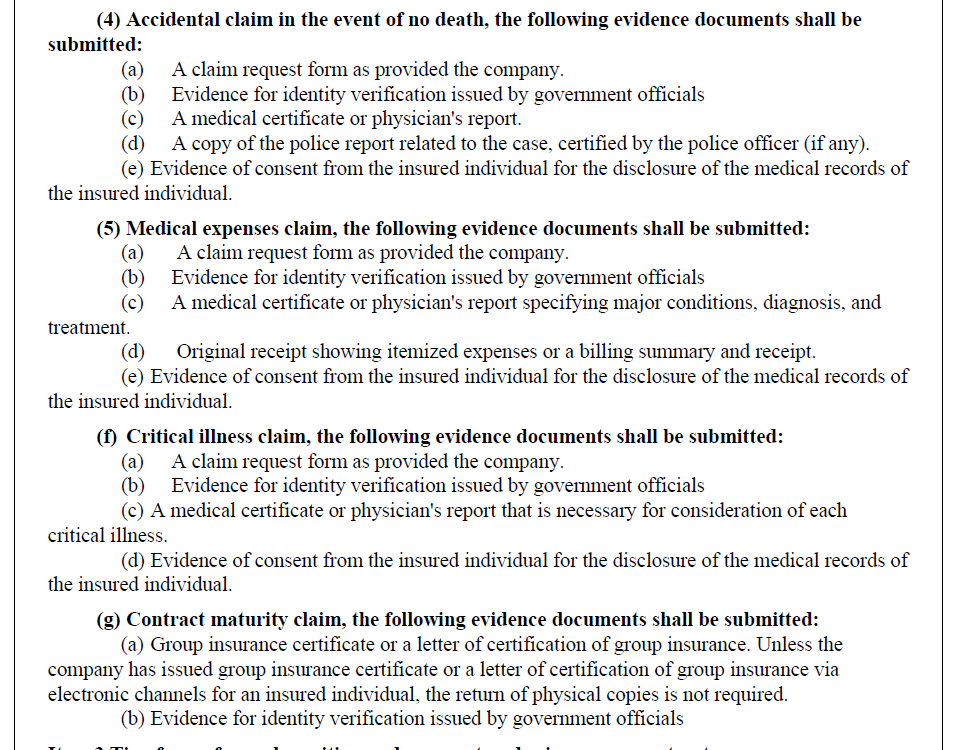 (4) Accidental claim in the event of no death, the following evidence documents shall be
submitted:
(a) A claim request form as provided the company.
(b) Evidence for identity verification issued by government officials
(c) A medical certificate or physician's report.
(d) A copy of the police report related to the case, certified by the police officer (if any).
(e) Evidence of consent from the insured individual for the disclosure of the medical records of
the insured individual.
(5) Medical expenses claim, the following evidence documents shall be submitted:
(a) A claim request form as provided the company.
(b) Evidence for identity verification issued by government officials
(c) A medical certificate or physician's report specifying major conditions, diagnosis, and
treatment.
(d) Original receipt showing itemized expenses or a billing summary and receipt.
(e) Evidence of consent from the insured individual for the disclosure of the medical records of
the insured individual.
(f) Critical illness claim, the following evidence documents shall be submitted:
(a) A claim request form as provided the company.
(b) Evidence for identity verification issued by government officials
(c) A medical certificate or physician's report that is necessary for consideration of each
critical illness.
(d) Evidence of consent from the insured individual for the disclosure of the medical records of
the insured individual.
(g) Contract maturity claim, the following evidence documents shall be submitted:
(a) Group insurance certificate or a letter of certification of group insurance. Unless the
company has issued group insurance certificate or a letter of certification of group insurance via
electronic channels for an insured individual, the return of physical copies is not required.
(b) Evidence for identity verification issued by government officials